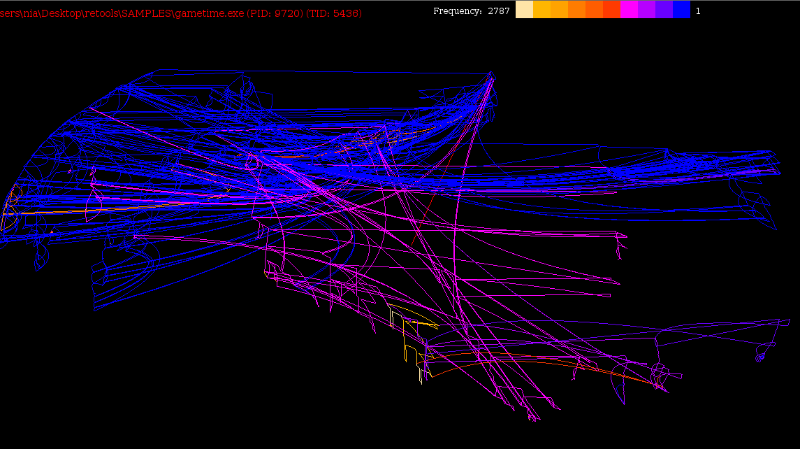 sers\ma\Desktop\retools\SAMPLES\gametime.exe (PID: 9720) (TID: 5436)
Frequency: 2787 1